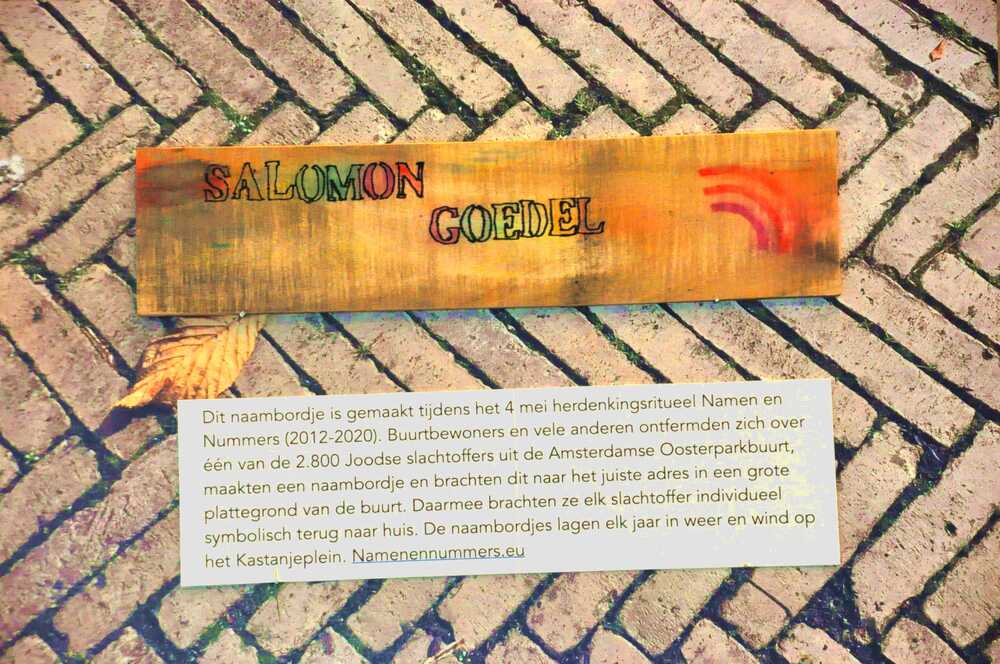 SALOMON
GOEDEL
Dit naambordje is gemaakt tijdens het 4 mei herdenkingsritueel Namen en
Nummers (2012-2020). Buurtbewoners en vele anderen ontfermden zich over
één van de 2.800 Joodse slachtoffers uit de Amsterdamse Oosterparkbuurt,
maakten een naambordje en brachten dit naar het juiste adres in een grote
plattegrond van de buurt. Daarmee brachten ze elk slachtoffer individueel
symbolisch terug naar huis. De naambordjes lagen elk jaar in weer en wind op
het Kastanjeplein. Namenennummers.eu